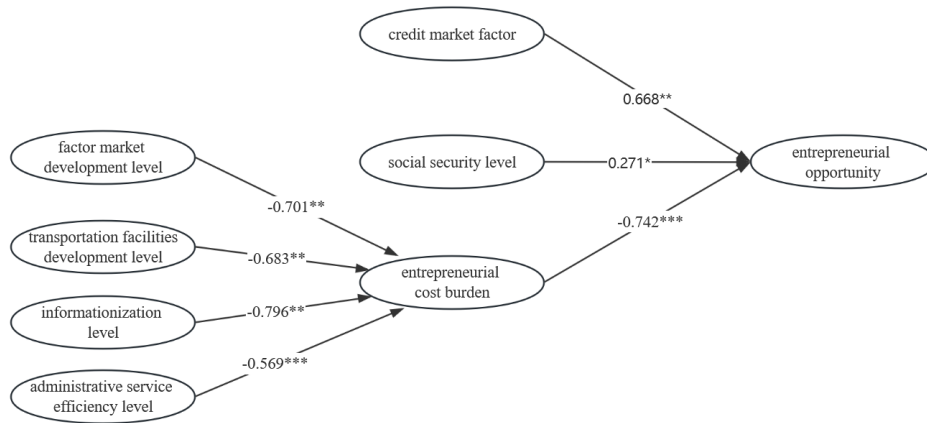 credit market factor
0.668**
factor market
development level
social security level
0.271*
entrepreneurial
opportunity
-0.701**
-0.742***
transportation facilities
development level
-0.683**
entrepreneurial
cost burden
informationization
level
-0.796**
-0.569***
administrative service
efficiency level